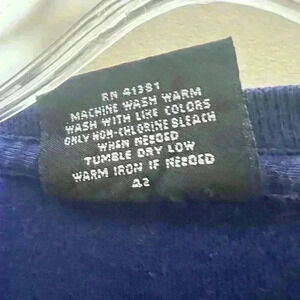 RN 41381
MACHINE WASH WARM
WASH WITH LIKE COLORS
ONLY NON-CHLORINE BLEACH
WHEN NEEDED
TUMBLE DRY LOW
WARM IRON IF NEEDED
42